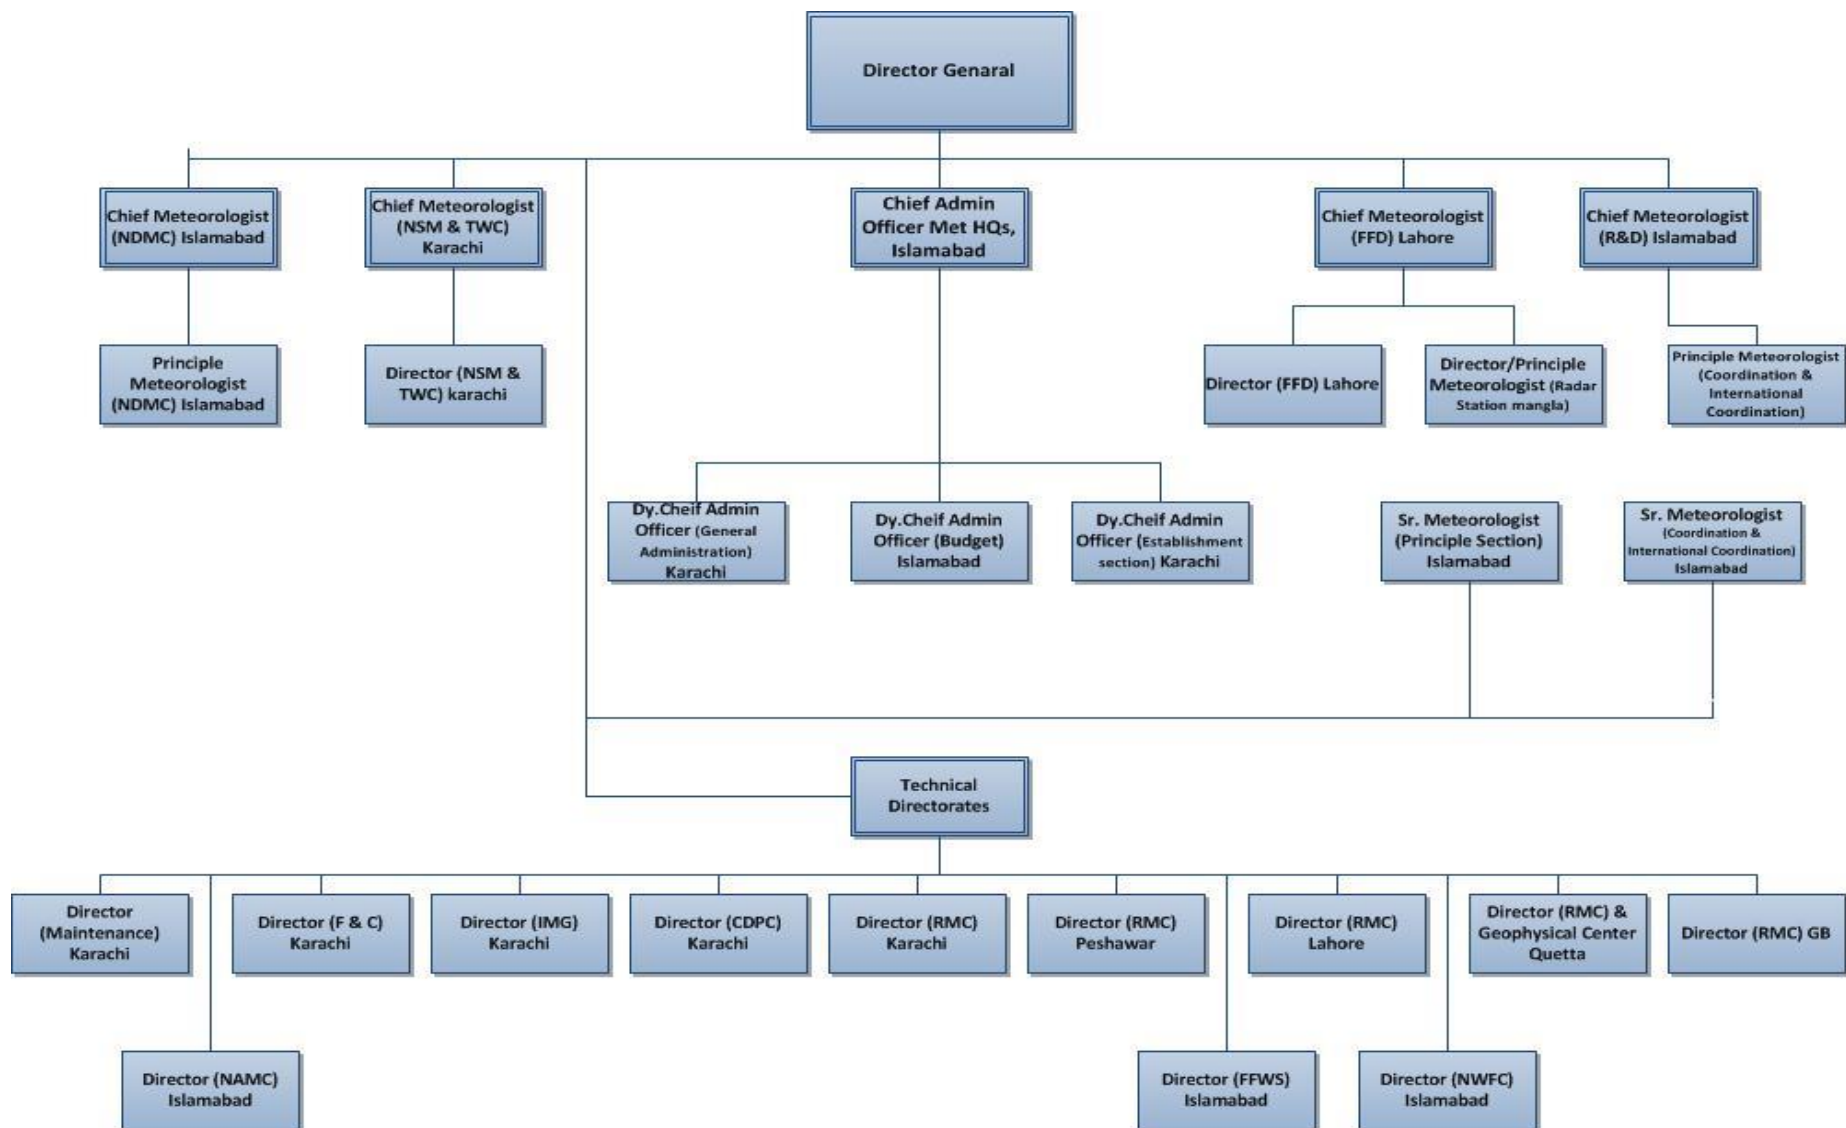 Director Genaral
Chief Meteorologist
(NDMC) Islamabad
Chief Meteorologist
(NSM & TWC)
Karachi
Chief Admin
Officer Met HQs,
Islamabad
Chief Meteorologist
(FFD) Lahore
Chief Meteorologist
(R&D) Islamabad
Principle
Meteorologist
(NDMC) Islamabad
Director (NSM &
TWC) karachi
Director (FFD) Lahore
Director/Principle
Meteorologist (Radar
Station mangla)
Principle Meteorologist
(Coordination &
International
Coordination)
Dy.Cheif Admin
Officer (General
Administration)
Karachi
Dy.Cheif Admin
Officer (Budget)
Islamabad
Dy.Cheif Admin
Officer (Establishment
section) Karachi
Sr. Meteorologist
(Principle Section)
Islamabad
Sr. Meteorologist
(Coordination &
International Coordination)
Islamabad
Technical
Directorates
Director
(Maintenance)
Karachi
Director (F & C)
Karachi
Director (IMG)
Karachi
Director (CDPC)
Karachi
Director (RMC)
Karachi
Director (RMC)
Peshawar
Director (RMC)
Lahore
Director (RMC) &
Geophysical Center
Quetta
Director (RMC) GB
Director (NAMC)
Islamabad
Director (FFWS)
Islamabad
Director (NWFC)
Islamabad